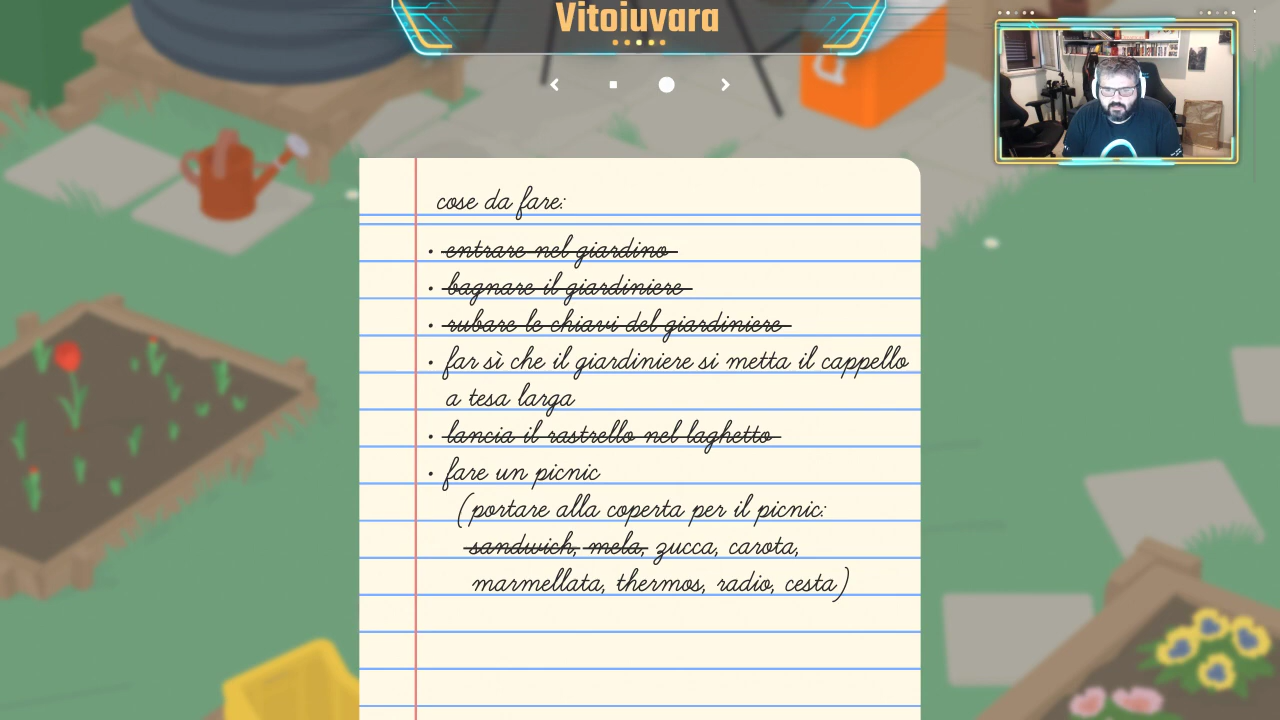 Vitoiuvara
cose da fare:
• entrare nel giardino
• bagnare il giardiniere
• rubare le chiavi del giardiniere
• far sì che il giardiniere si metta il cappello
a tesa larga
• lancia il rastrello nel laghetto
• fare un picnic
(portare alla coperta per il picnic:
sandwich, mela, zucca, carota,
marmellata, thermos, radio, cesta)